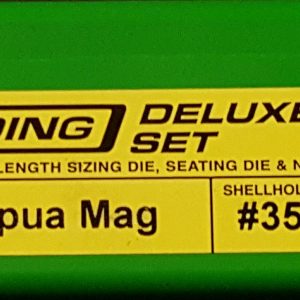 DING DELUXE
SET
LENGTH SIZING DIE, SEATING DIE & N
pua Mag
SHELLHOL
#35